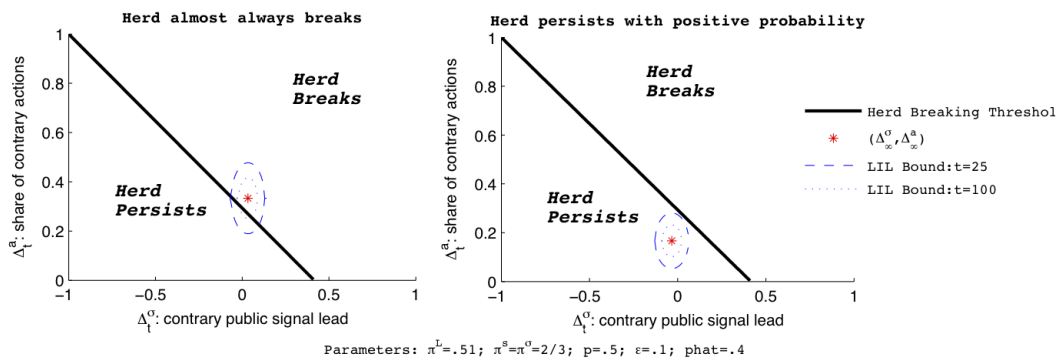 Herd almost always breaks
Herd persists with positive probability
1
0.8
0.6
0.4
0.2
0
−1
−0.5
0
0.5
1
Δₜᵃ: share of contrary actions
Δₜ^σ: contrary public signal lead
Herd
Breaks
Herd
Persists
1
0.8
0.6
0.4
0.2
0
−1
−0.5
0
0.5
1
Δₜᵃ: share of contrary actions
Δₜ^σ: contrary public signal lead
Herd
Breaks
Herd
Persists
Herd Breaking Threshol
(Δ^σ_∞,Δ^a_∞)
LIL Bound:t=25
LIL Bound:t=100
Parameters: π^L=.51; π^s=π^σ=2/3; p=.5; ε=.1; phat=.4